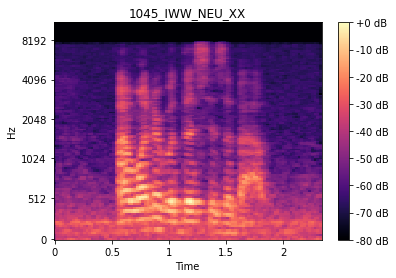 1045_IWW_NEU_XX
+0 dB
8192
-10 dB
4096
-20 dB
-30 dB
2048
Hz
-40 dB
1024
-50 dB
512
-60 dB
-70 dB
0
-80 dB
0
0.5
1
1.5
2
Time